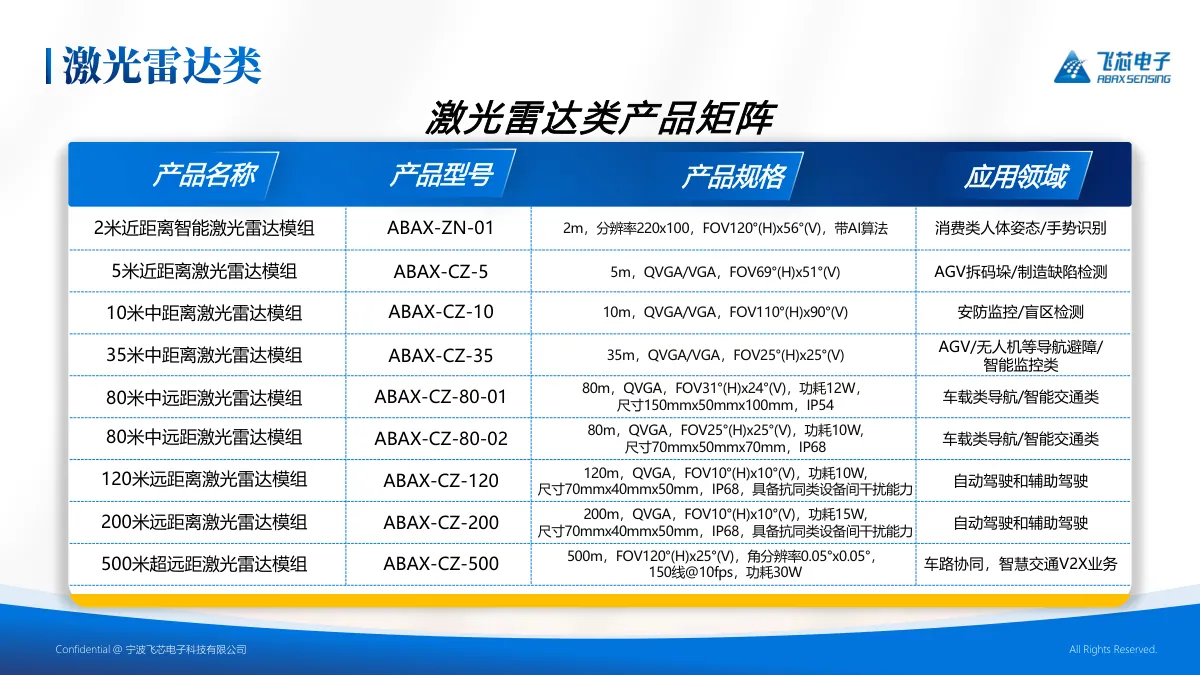 激光雷达类
飞芯电子
ABAX SENSING
激光雷达类产品矩阵
产品名称 产品型号 产品规格 应用领域
2米近距离智能激光雷达模组 ABAX-ZN-01 2m，分辨率220x100，FOV120°(H)x56°(V)，带AI算法 消费类人体姿态/手势识别
5米近距离激光雷达模组 ABAX-CZ-5 5m，QVGA/VGA，FOV69°(H)x51°(V) AGV拆码垛/制造缺陷检测
10米中距离激光雷达模组 ABAX-CZ-10 10m，QVGA/VGA，FOV110°(H)x90°(V) 安防监控/盲区检测
35米中距离激光雷达模组 ABAX-CZ-35 35m，QVGA/VGA，FOV25°(H)x25°(V) AGV/无人机等导航避障/
智能监控类
80米中远距激光雷达模组 ABAX-CZ-80-01 80m，QVGA，FOV31°(H)x24°(V)，功耗12W，
尺寸150mmx50mmx100mm，IP54 车载类导航/智能交通类
80米中远距激光雷达模组 ABAX-CZ-80-02 80m，QVGA，FOV25°(H)x25°(V)，功耗10W,
尺寸70mmx50mmx70mm，IP68 车载类导航/智能交通类
120米远距离激光雷达模组 ABAX-CZ-120 120m，QVGA，FOV10°(H)x10°(V)，功耗10W,
尺寸70mmx40mmx50mm，IP68，具备抗同类设备间干扰能力 自动驾驶和辅助驾驶
200米远距离激光雷达模组 ABAX-CZ-200 200m，QVGA，FOV10°(H)x10°(V)，功耗15W,
尺寸70mmx40mmx50mm，IP68，具备抗同类设备间干扰能力 自动驾驶和辅助驾驶
500米超远距激光雷达模组 ABAX-CZ-500 500m，FOV120°(H)x25°(V)，角分辨率0.05°x0.05°，
150线@10fps，功耗30W 车路协同，智慧交通V2X业务
Confidential @ 宁波飞芯电子科技有限公司
All Rights Reserved.